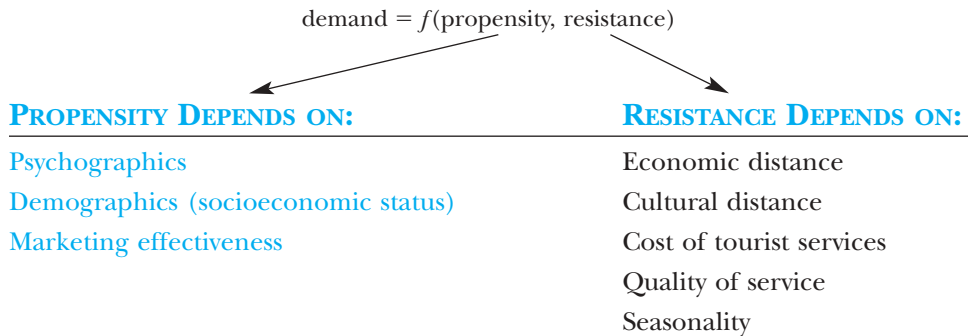 demand = f(propensity, resistance)
PROPENSITY DEPENDS ON:
Psychographics
Demographics (socioeconomic status)
Marketing effectiveness
RESISTANCE DEPENDS ON:
Economic distance
Cultural distance
Cost of tourist services
Quality of service
Seasonality